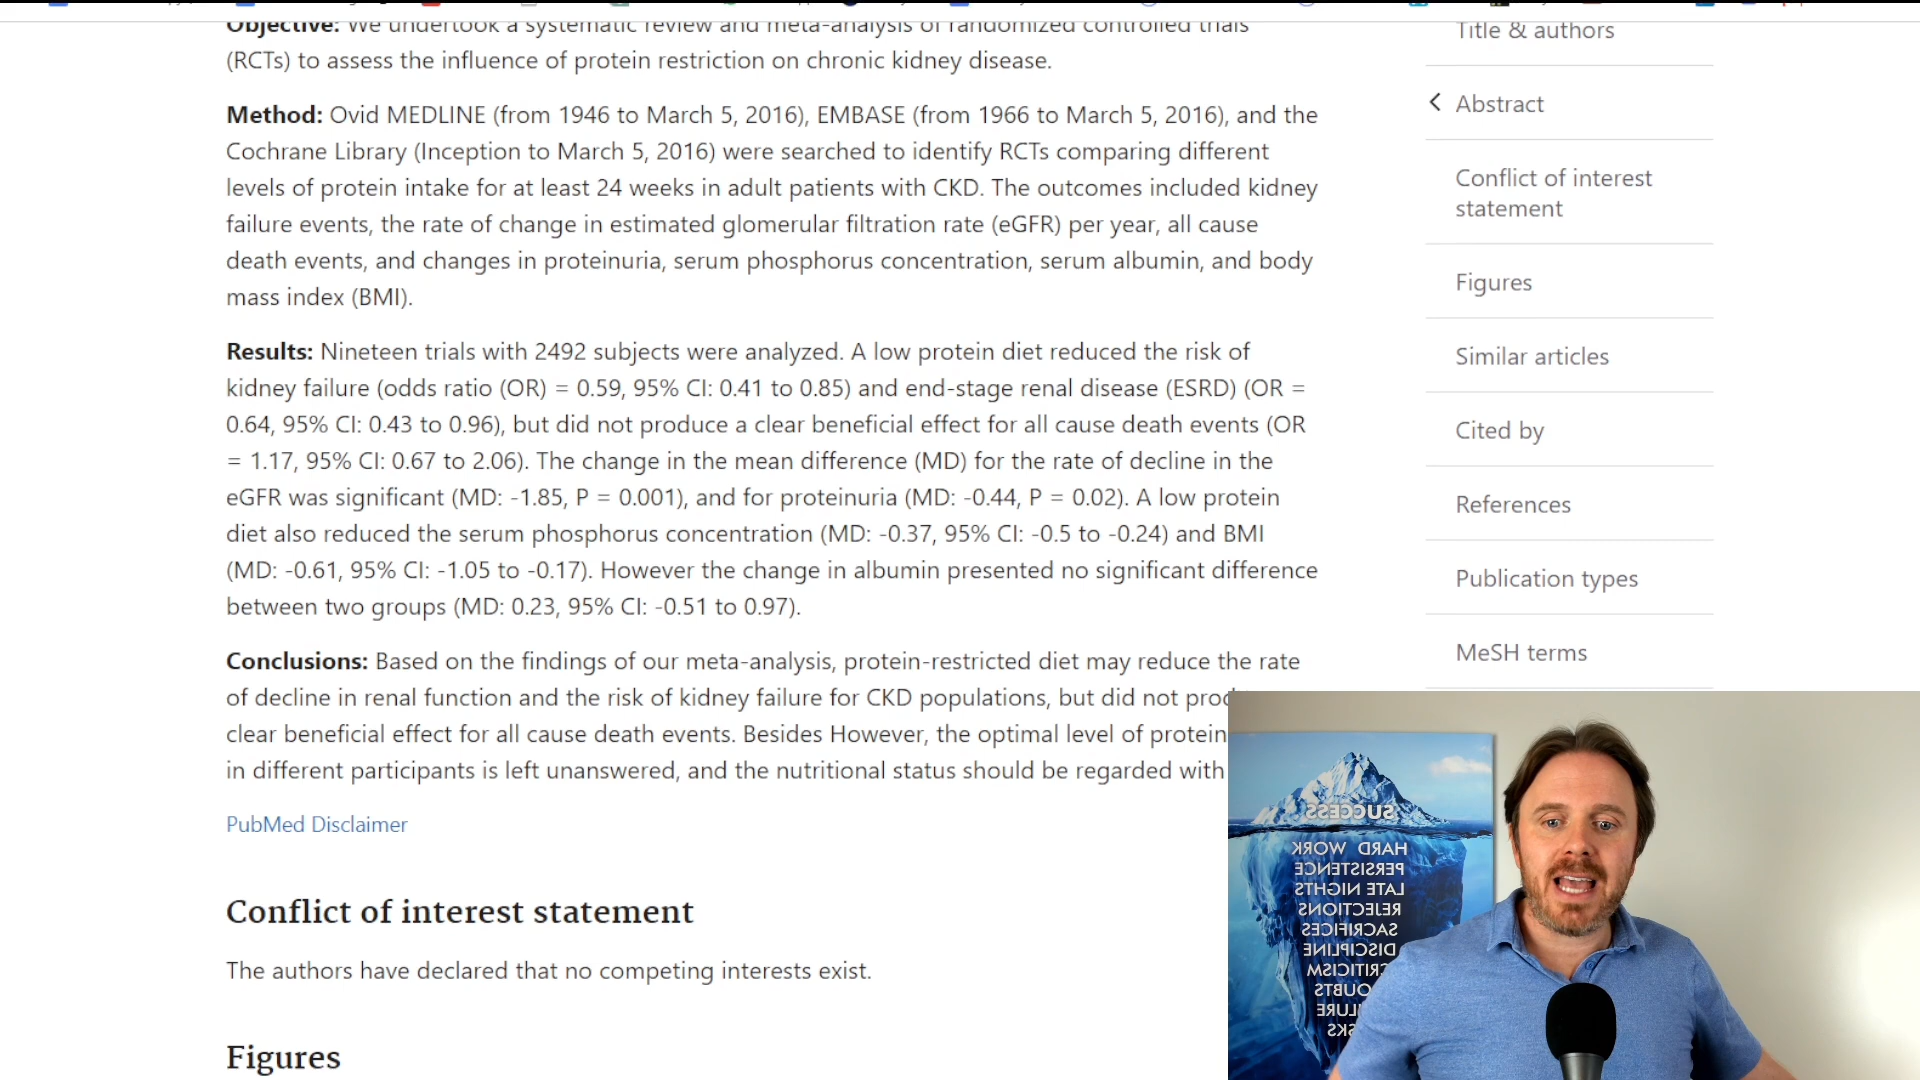 Objective: We undertook a systematic review and meta-analysis of randomized controlled trials
(RCTs) to assess the influence of protein restriction on chronic kidney disease.
Method: Ovid MEDLINE (from 1946 to March 5, 2016), EMBASE (from 1966 to March 5, 2016), and the
Cochrane Library (Inception to March 5, 2016) were searched to identify RCTs comparing different
levels of protein intake for at least 24 weeks in adult patients with CKD. The outcomes included kidney
failure events, the rate of change in estimated glomerular filtration rate (eGFR) per year, all cause
death events, and changes in proteinuria, serum phosphorus concentration, serum albumin, and body
mass index (BMI).
Results: Nineteen trials with 2492 subjects were analyzed. A low protein diet reduced the risk of
kidney failure (odds ratio (OR) = 0.59, 95% CI: 0.41 to 0.85) and end-stage renal disease (ESRD) (OR =
0.64, 95% CI: 0.43 to 0.96), but did not produce a clear beneficial effect for all cause death events (OR
= 1.17, 95% CI: 0.67 to 2.06). The change in the mean difference (MD) for the rate of decline in the
eGFR was significant (MD: -1.85, P = 0.001), and for proteinuria (MD: -0.44, P = 0.02). A low protein
diet also reduced the serum phosphorus concentration (MD: -0.37, 95% CI: -0.5 to -0.24) and BMI
(MD: -0.61, 95% CI: -1.05 to -0.17). However the change in albumin presented no significant difference
between two groups (MD: 0.23, 95% CI: -0.51 to 0.97).
Conclusions: Based on the findings of our meta-analysis, protein-restricted diet may reduce the rate
of decline in renal function and the risk of kidney failure for CKD populations, but did not
clear beneficial effect for all cause death events. Besides However, the optimal level of protein
in different participants is left unanswered, and the nutritional status should be regarded with
PubMed Disclaimer
Conflict of interest statement
The authors have declared that no competing interests exist.
Figures
Title & authors
Abstract
Conflict of interest
statement
Figures
Similar articles
Cited by
References
Publication types
MeSH terms
SUCCESS
HARD WORK
PERSISTENCE
LATE NIGHTS
REJECTIONS
SACRIFICES
DISCIPLINE
CRITICISM